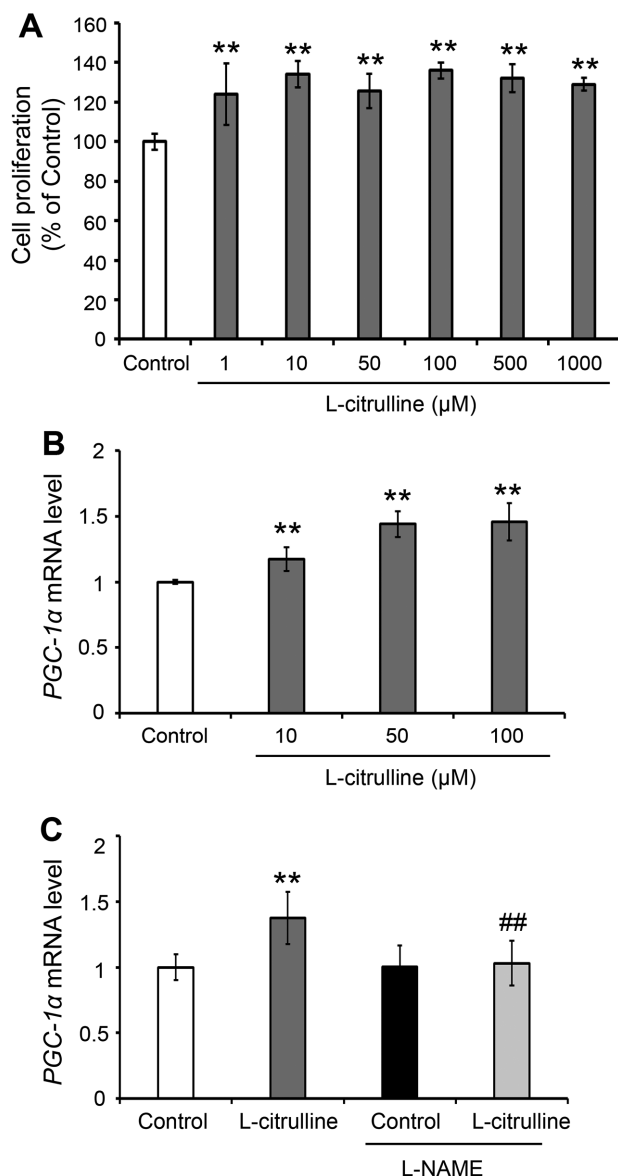 A
Cell proliferation
(% of Control)
160
140
120
100
80
60
40
20
0
** ** ** ** ** **
Control 1 10 50 100 500 1000
L-citrulline (µM)
B
PGC-1α mRNA level
2
1.5
1
0.5
0
** ** **
Control 10 50 100
L-citrulline (µM)
C
PGC-1α mRNA level
2
1.5
1
0.5
0
** ##
Control L-citrulline Control L-citrulline
L-NAME